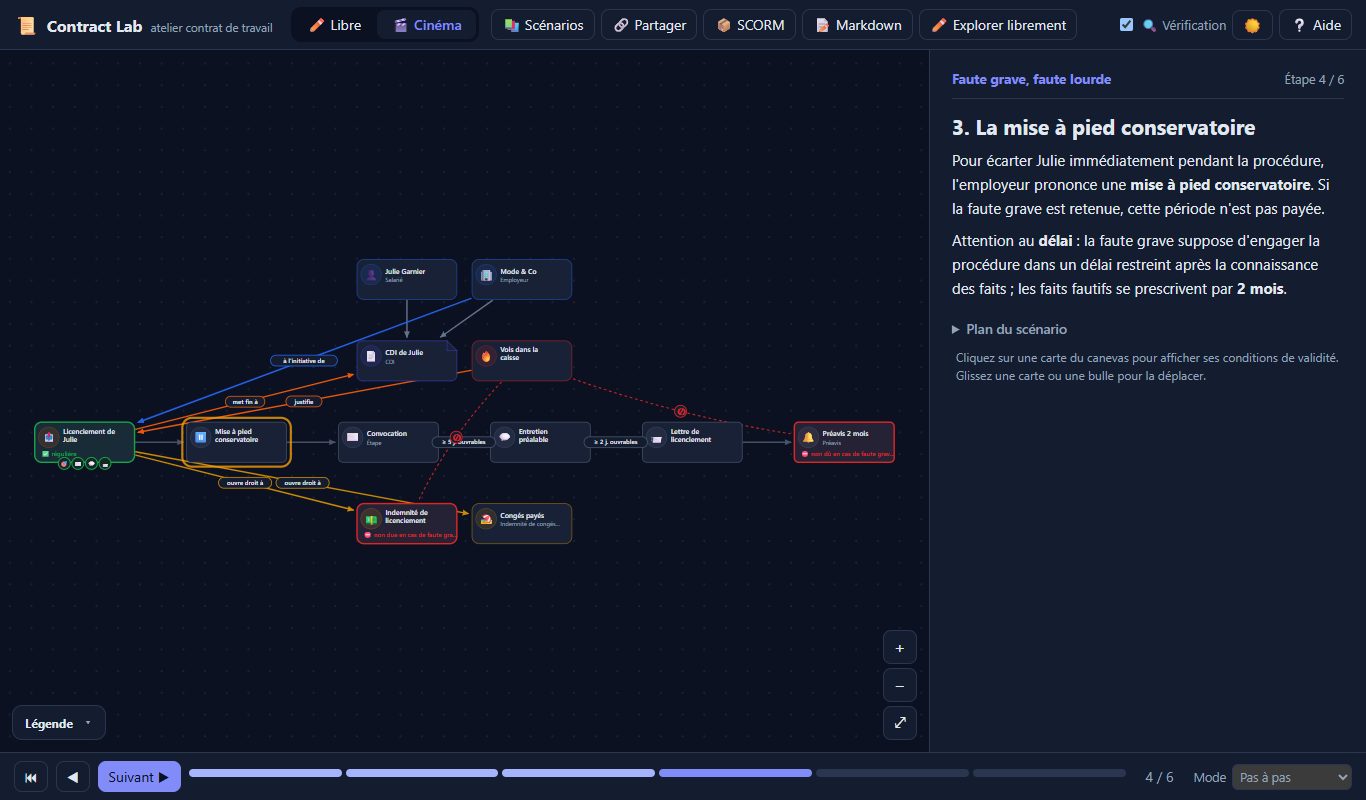 Contract Lab atelier contrat de travail
Libre
Cinéma
Scénarios
Partager
SCORM
Markdown
Explorer librement
Vérification
? Aide
Julie Garnier
Salarié
Mode & Co
Employeur
à l'initiative de
CDI de Julie
CDI
Vols dans la
caisse
met fin à
justifie
Licenciement de
Julie
régulière
Mise à pied
conservatoire
Convocation
Étape
≥ 5 j. ouvrables
Entretien
préalable
≥ 2 j. ouvrables
Lettre de
licenciement
Préavis 2 mois
Préavis
non dû en cas de faute grav...
ouvre droit à
ouvre droit à
Indemnité de
licenciement
non due en cas de faute gra...
Congés payés
Indemnité de congés...
+
−
Légende
Faute grave, faute lourde
Étape 4 / 6
3. La mise à pied conservatoire
Pour écarter Julie immédiatement pendant la procédure,
l'employeur prononce une mise à pied conservatoire. Si
la faute grave est retenue, cette période n'est pas payée.
Attention au délai : la faute grave suppose d'engager la
procédure dans un délai restreint après la connaissance
des faits ; les faits fautifs se prescrivent par 2 mois.
Plan du scénario
Cliquez sur une carte du canevas pour afficher ses conditions de validité.
Glissez une carte ou une bulle pour la déplacer.
Suivant
4 / 6
Mode
Pas à pas